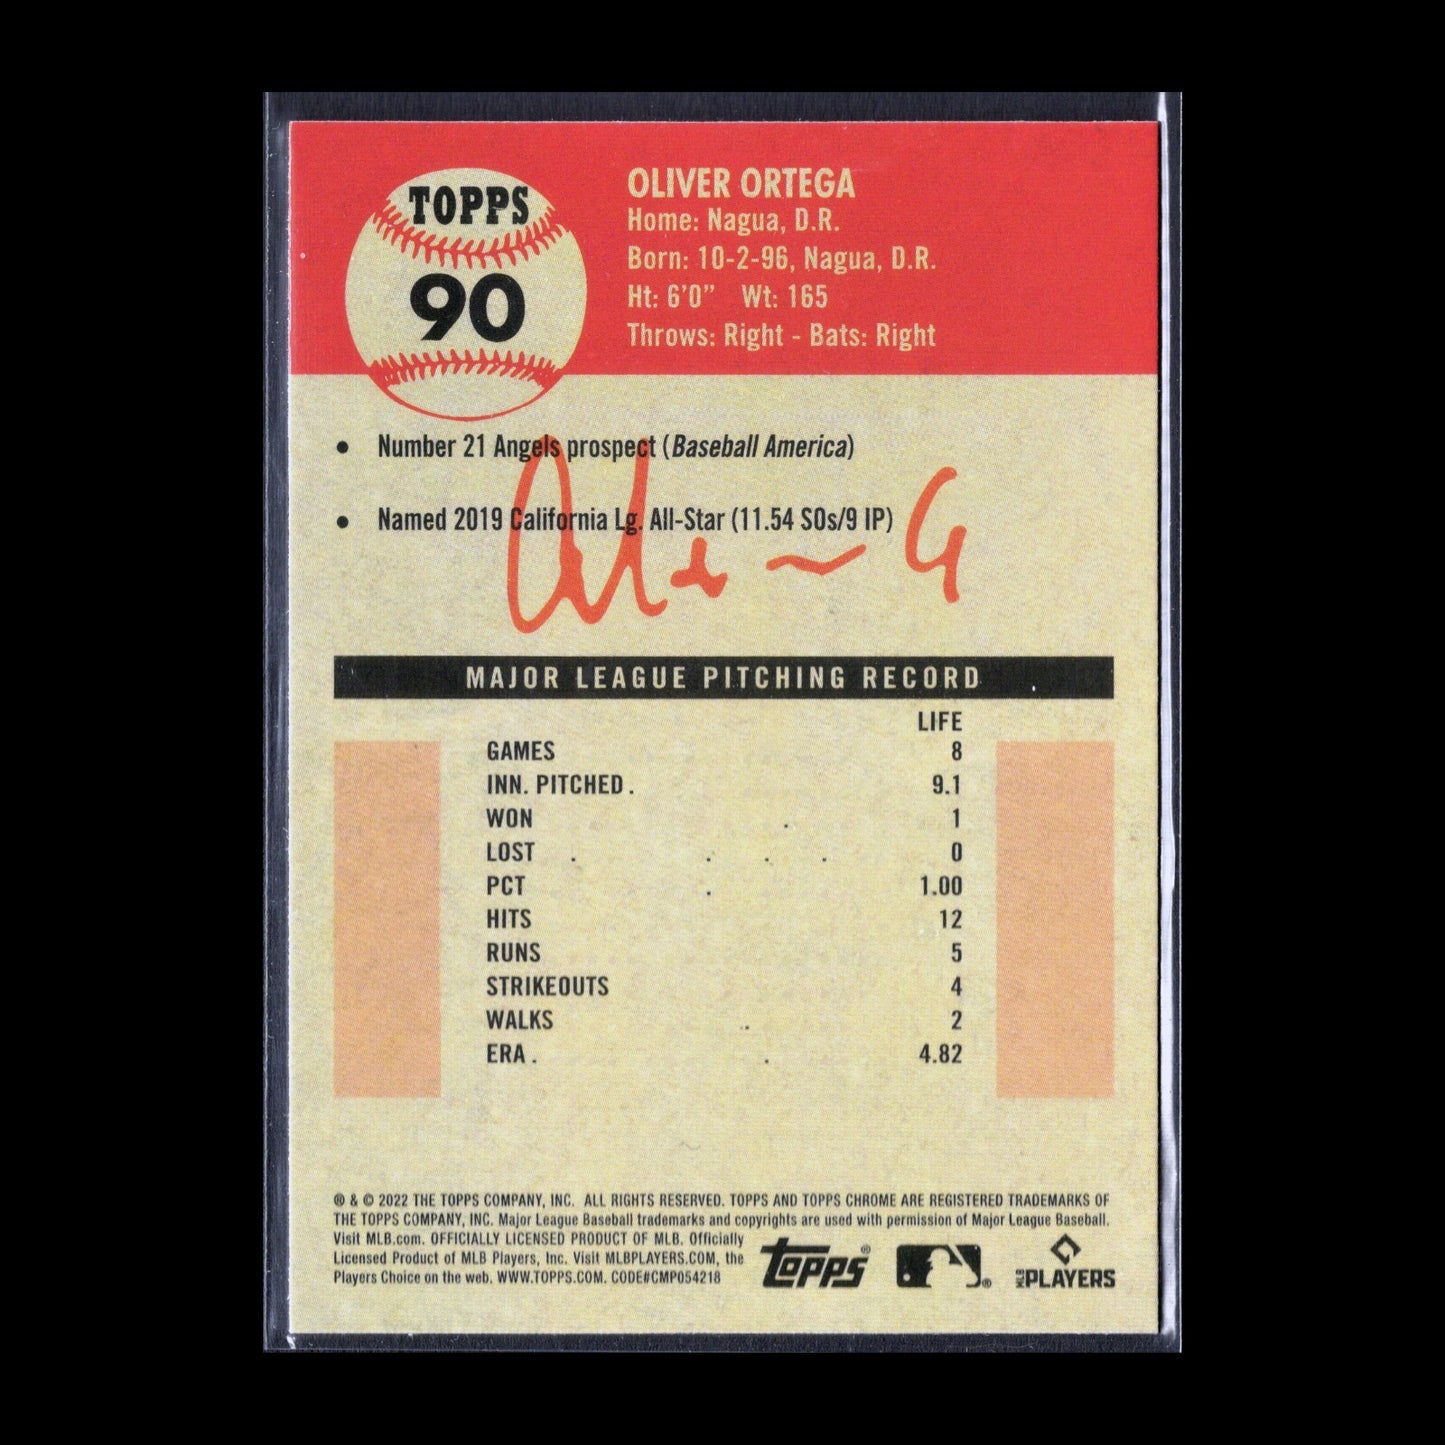 TOPPS
90
OLIVER ORTEGA
Home: Nagua, D.R.
Born: 10-2-96, Nagua, D.R.
Ht: 6'0" Wt: 165
Throws: Right - Bats: Right
• Number 21 Angels prospect (Baseball America)
• Named 2019 California Lg. All-Star (11.54 SOs/9 IP)
MAJOR LEAGUE PITCHING RECORD
LIFE
GAMES 8
INN. PITCHED . 9.1
WON . 1
LOST . . . . 0
PCT . 1.00
HITS 12
RUNS 5
STRIKEOUTS 4
WALKS . 2
ERA . . 4.82
® & © 2022 THE TOPPS COMPANY, INC. ALL RIGHTS RESERVED. TOPPS AND TOPPS CHROME ARE REGISTERED TRADEMARKS OF
THE TOPPS COMPANY, INC. Major League Baseball trademarks and copyrights are used with permission of Major League Baseball.
Visit MLB.com. OFFICIALLY LICENSED PRODUCT OF MLB. Officially
Licensed Product of MLB Players, Inc. Visit MLBPLAYERS.COM, the
Players Choice on the web. WWW.TOPPS.COM. CODE#CMP054218
Topps® ® MLB PLAYERS